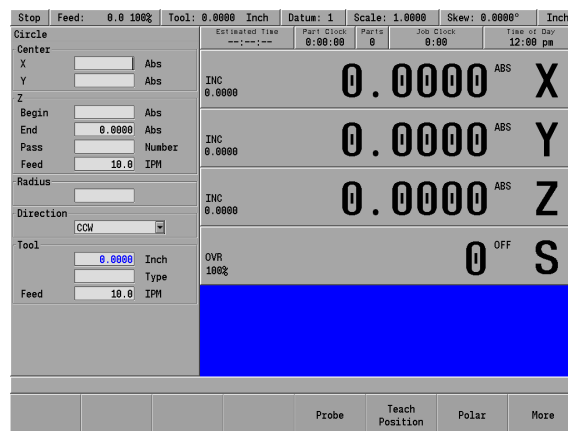 Stop Feed: 0.0 100% Tool: 0.0000 Inch Datum: 1 Scale: 1.0000 Skew: 0.0000° Inch
Circle
Estimated Time Part Clock Parts Job Clock Time of Day
--:--:-- 0:00:00 0 0:00 12:00 pm
Center
X Abs
Y Abs
Z
Begin Abs
End 0.0000 Abs
Pass Number
Feed 10.0 IPM
Radius
Direction
CCW
Tool
0.0000 Inch
Type
Feed 10.0 IPM
INC
0.0000
0.0000 ABS X
INC
0.0000
0.0000 ABS Y
INC
0.0000
0.0000 ABS Z
OVR
100%
0 OFF S
Probe
Teach
Position
Polar
More